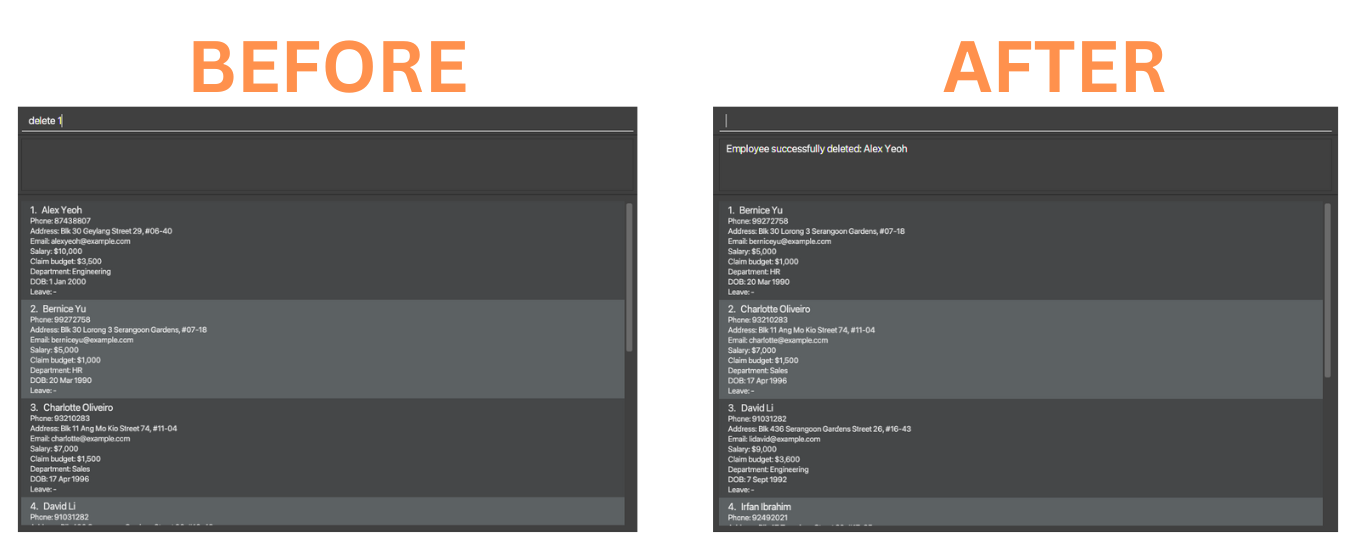 BEFORE
delete 1
1. Alex Yeoh
Phone: 87438807
Address: Blk 30 Geylang Street 29, #06-40
Email: alexyeoh@example.com
Salary: $10,000
Claim budget: $3,500
Department: Engineering
DOB: 1 Jan 2000
Leave: -
2. Bernice Yu
Phone: 99272758
Address: Blk 30 Lorong 3 Serangoon Gardens, #07-18
Email: berniceyu@example.com
Salary: $5,000
Claim budget: $1,000
Department: HR
DOB: 20 Mar 1990
Leave: -
3. Charlotte Oliveiro
Phone: 93210283
Address: Blk 11 Ang Mo Kio Street 74, #11-04
Email: charlotte@example.com
Salary: $7,000
Claim budget: $1,500
Department: Sales
DOB: 17 Apr 1996
Leave: -
4. David Li
Phone: 91031282
AFTER
Employee successfully deleted: Alex Yeoh
1. Bernice Yu
Phone: 99272758
Address: Blk 30 Lorong 3 Serangoon Gardens, #07-18
Email: berniceyu@example.com
Salary: $5,000
Claim budget: $1,000
Department: HR
DOB: 20 Mar 1990
Leave: -
2. Charlotte Oliveiro
Phone: 93210283
Address: Blk 11 Ang Mo Kio Street 74, #11-04
Email: charlotte@example.com
Salary: $7,000
Claim budget: $1,500
Department: Sales
DOB: 17 Apr 1996
Leave: -
3. David Li
Phone: 91031282
Address: Blk 436 Serangoon Gardens Street 26, #16-43
Email: lidavid@example.com
Salary: $9,000
Claim budget: $3,600
Department: Engineering
DOB: 7 Sept 1992
Leave: -
4. Irfan Ibrahim
Phone: 92492021